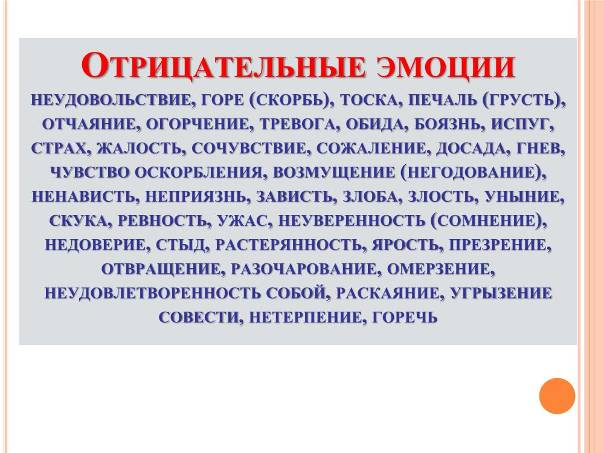 ОТРИЦАТЕЛЬНЫЕ ЭМОЦИИ
НЕУДОВОЛЬСТВИЕ, ГОРЕ (СКОРБЬ), ТОСКА, ПЕЧАЛЬ (ГРУСТЬ),
ОТЧАЯНИЕ, ОГОРЧЕНИЕ, ТРЕВОГА, ОБИДА, БОЯЗНЬ, ИСПУГ,
СТРАХ, ЖАЛОСТЬ, СОЧУВСТВИЕ, СОЖАЛЕНИЕ, ДОСАДА, ГНЕВ,
ЧУВСТВО ОСКОРБЛЕНИЯ, ВОЗМУЩЕНИЕ (НЕГОДОВАНИЕ),
НЕНАВИСТЬ, НЕПРИЯЗНЬ, ЗАВИСТЬ, ЗЛОБА, ЗЛОСТЬ, УНЫНИЕ,
СКУКА, РЕВНОСТЬ, УЖАС, НЕУВЕРЕННОСТЬ (СОМНЕНИЕ),
НЕДОВЕРИЕ, СТЫД, РАСТЕРЯННОСТЬ, ЯРОСТЬ, ПРЕЗРЕНИЕ,
ОТВРАЩЕНИЕ, РАЗОЧАРОВАНИЕ, ОМЕРЗЕНИЕ,
НЕУДОВЛЕТВОРЕННОСТЬ СОБОЙ, РАСКАЯНИЕ, УГРЫЗЕНИЕ
СОВЕСТИ, НЕТЕРПЕНИЕ, ГОРЕЧЬ